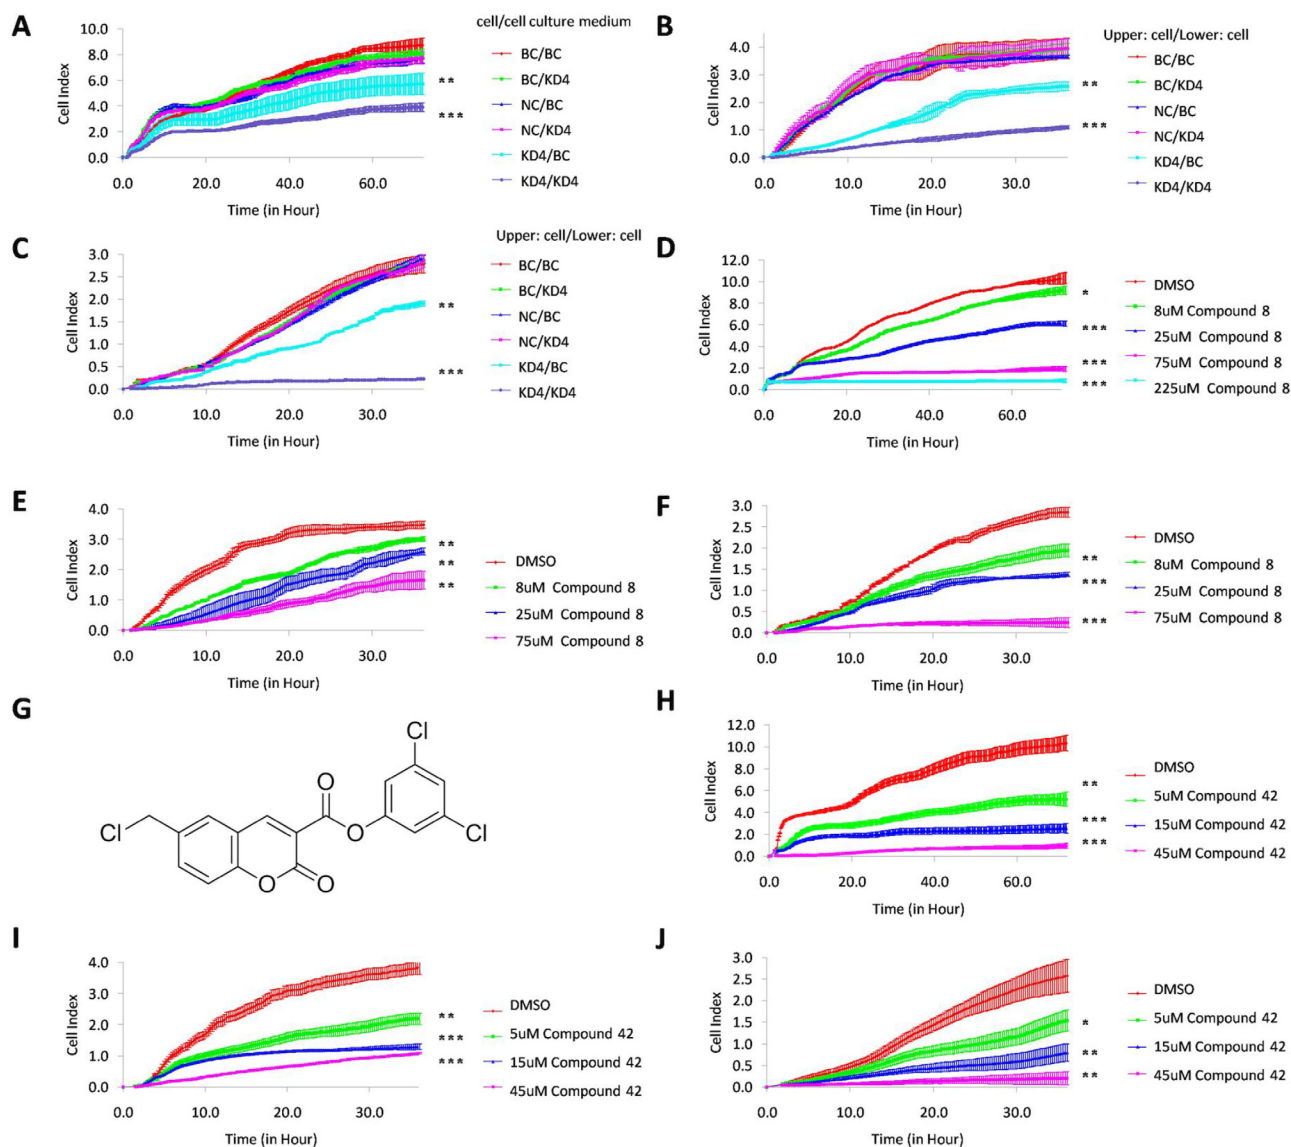 A
cell/cell culture medium
Cell Index
10.0
8.0
6.0
4.0
2.0
0.0
0.0 20.0 40.0 60.0
Time (in Hour)
BC/BC
BC/KD4
NC/BC
NC/KD4
KD4/BC
KD4/KD4
**
***
B
Upper: cell/Lower: cell
Cell Index
4.0
3.0
2.0
1.0
0.0
0.0 10.0 20.0 30.0
Time (in Hour)
BC/BC
BC/KD4
NC/BC
NC/KD4
KD4/BC
KD4/KD4
**
***
C
Upper: cell/Lower: cell
Cell Index
3.0
2.5
2.0
1.5
1.0
0.5
0.0
0.0 10.0 20.0 30.0
Time (in Hour)
BC/BC
BC/KD4
NC/BC
NC/KD4
KD4/BC
KD4/KD4
**
***
D
Cell Index
12.0
10.0
8.0
6.0
4.0
2.0
0.0
0.0 20.0 40.0 60.0
Time (in Hour)
DMSO
8uM Compound 8
25uM Compound 8
75uM Compound 8
225uM Compound 8
*
***
***
***
E
Cell Index
4.0
3.0
2.0
1.0
0.0
0.0 10.0 20.0 30.0
Time (in Hour)
DMSO
8uM Compound 8
25uM Compound 8
75uM Compound 8
**
**
**
F
Cell Index
3.0
2.5
2.0
1.5
1.0
0.5
0.0
0.0 10.0 20.0 30.0
Time (in Hour)
DMSO
8uM Compound 8
25uM Compound 8
75uM Compound 8
**
***
***
G
Cl
O
Cl
O
Cl
O
O
H
Cell Index
12.0
10.0
8.0
6.0
4.0
2.0
0.0
0.0 20.0 40.0 60.0
Time (in Hour)
DMSO
5uM Compound 42
15uM Compound 42
45uM Compound 42
**
***
***
I
Cell Index
4.0
3.0
2.0
1.0
0.0
0.0 10.0 20.0 30.0
Time (in Hour)
DMSO
5uM Compound 42
15uM Compound 42
45uM Compound 42
**
***
***
J
Cell Index
3.0
2.5
2.0
1.5
1.0
0.5
0.0
0.0 10.0 20.0 30.0
Time (in Hour)
DMSO
5uM Compound 42
15uM Compound 42
45uM Compound 42
*
**
**